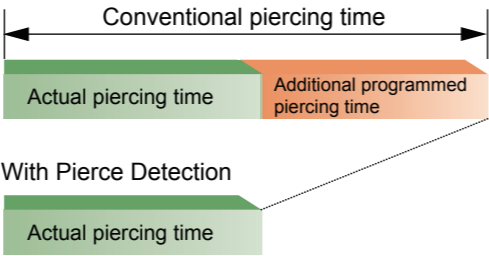 Conventional piercing time
Actual piercing time
Additional programmed
piercing time
With Pierce Detection
Actual piercing time